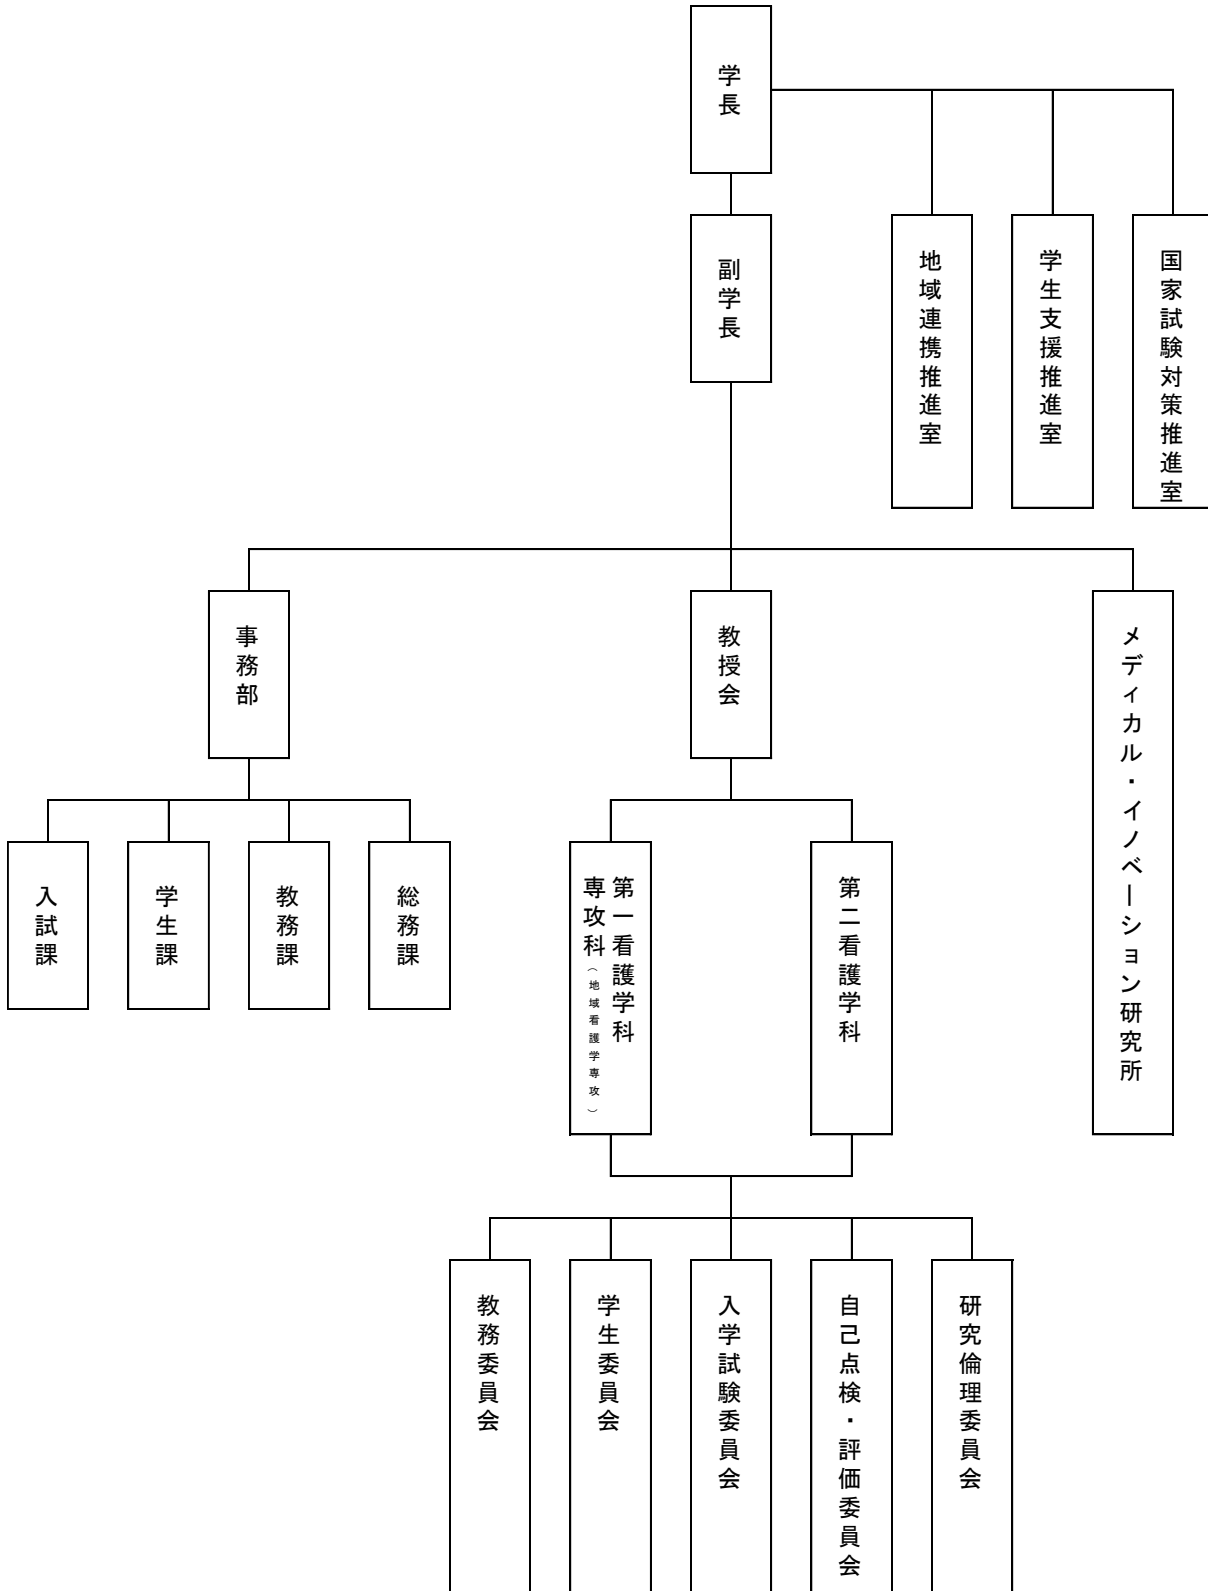 学長
副学長
地域連携推進室
学生支援推進室
国家試験対策推進室
事務部
教授会
メディカル・イノベーション研究所
入試課
学生課
教務課
総務課
第一看護学科
専攻科（地域看護学専攻）
第二看護学科
教務委員会
学生委員会
入学試験委員会
自己点検・評価委員会
研究倫理委員会